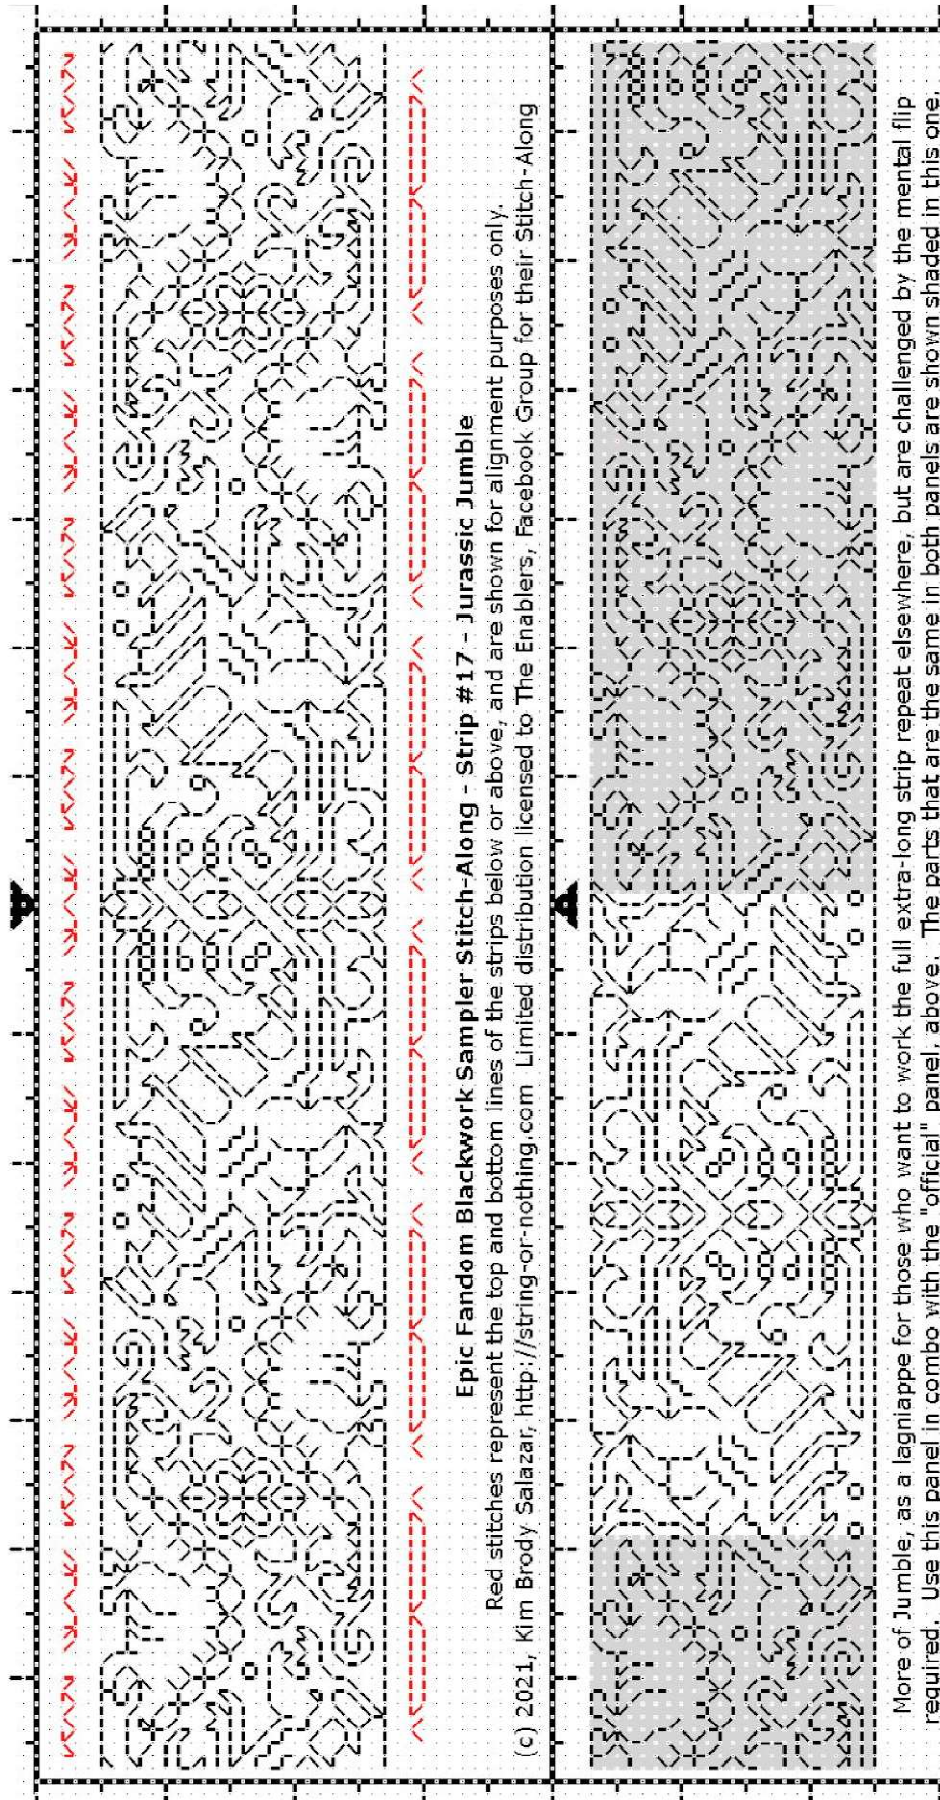 Epic Fandom Blackwork Sampler Stitch-Along - Strip #17 - Jurassic Jumble
Red stitches represent the top and bottom lines of the strips below or above, and are shown for alignment purposes only.
(c) 2021, Kim Brody Salazar, http://string-or-nothing.com Limited distribution licensed to The Enablers, Facebook Group for their Stitch-Along
More of Jumble, as a lagniappe for those who want to work the full extra-long strip repeat elsewhere, but are challenged by the mental flip
required. Use this panel in combo with the "official" panel, above. The parts that are the same in both panels are shown shaded in this one.